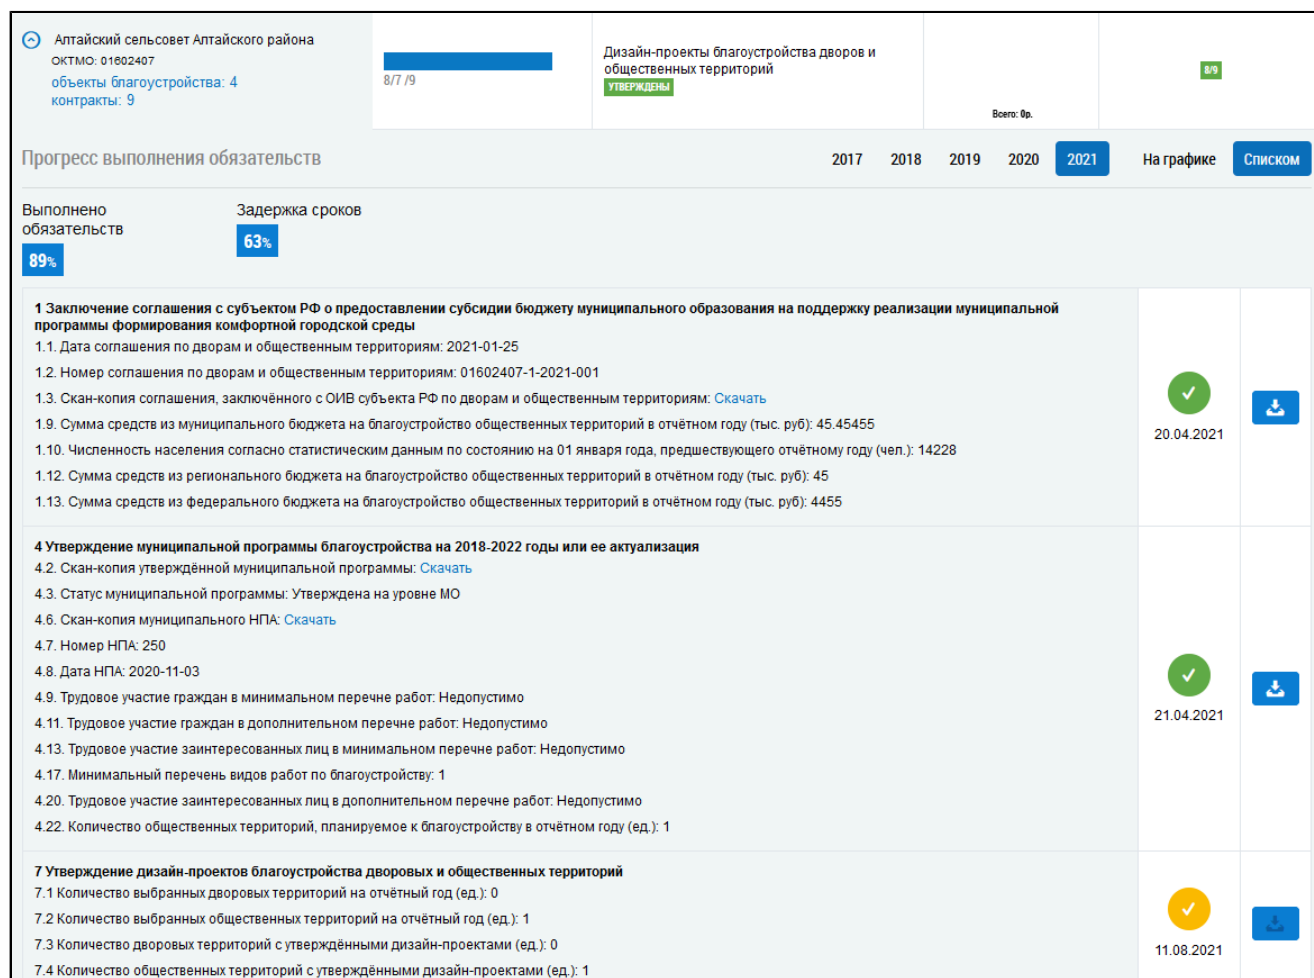 Алтайский сельсовет Алтайского района
ОКТМО: 01602407
объекты благоустройства: 4
контракты: 9
8/7 /9
Дизайн-проекты благоустройства дворов и
общественных территорий
УТВЕРЖДЕНЫ
Всего: 0р.
8/9
Прогресс выполнения обязательств
2017 2018 2019 2020 2021 На графике Списком
Выполнено
обязательств
89%
Задержка сроков
63%
1 Заключение соглашения с субъектом РФ о предоставлении субсидии бюджету муниципального образования на поддержку реализации муниципальной
программы формирования комфортной городской среды
1.1. Дата соглашения по дворам и общественным территориям: 2021-01-25
1.2. Номер соглашения по дворам и общественным территориям: 01602407-1-2021-001
1.3. Скан-копия соглашения, заключённого с ОИВ субъекта РФ по дворам и общественным территориям: Скачать
1.9. Сумма средств из муниципального бюджета на благоустройство общественных территорий в отчётном году (тыс. руб): 45.45455
1.10. Численность населения согласно статистическим данным по состоянию на 01 января года, предшествующего отчётному году (чел.): 14228
1.12. Сумма средств из регионального бюджета на благоустройство общественных территорий в отчётном году (тыс. руб): 45
1.13. Сумма средств из федерального бюджета на благоустройство общественных территорий в отчётном году (тыс. руб): 4455
20.04.2021
4 Утверждение муниципальной программы благоустройства на 2018-2022 годы или ее актуализация
4.2. Скан-копия утверждённой муниципальной программы: Скачать
4.3. Статус муниципальной программы: Утверждена на уровне МО
4.6. Скан-копия муниципального НПА: Скачать
4.7. Номер НПА: 250
4.8. Дата НПА: 2020-11-03
4.9. Трудовое участие граждан в минимальном перечне работ: Недопустимо
4.11. Трудовое участие граждан в дополнительном перечне работ: Недопустимо
4.13. Трудовое участие заинтересованных лиц в минимальном перечне работ: Недопустимо
4.17. Минимальный перечень видов работ по благоустройству: 1
4.20. Трудовое участие заинтересованных лиц в дополнительном перечне работ: Недопустимо
4.22. Количество общественных территорий, планируемое к благоустройству в отчётном году (ед.): 1
21.04.2021
7 Утверждение дизайн-проектов благоустройства дворовых и общественных территорий
7.1 Количество выбранных дворовых территорий на отчётный год (ед.): 0
7.2 Количество выбранных общественных территорий на отчётный год (ед.): 1
7.3 Количество дворовых территорий с утверждёнными дизайн-проектами (ед.): 0
7.4 Количество общественных территорий с утверждёнными дизайн-проектами (ед.): 1
11.08.2021